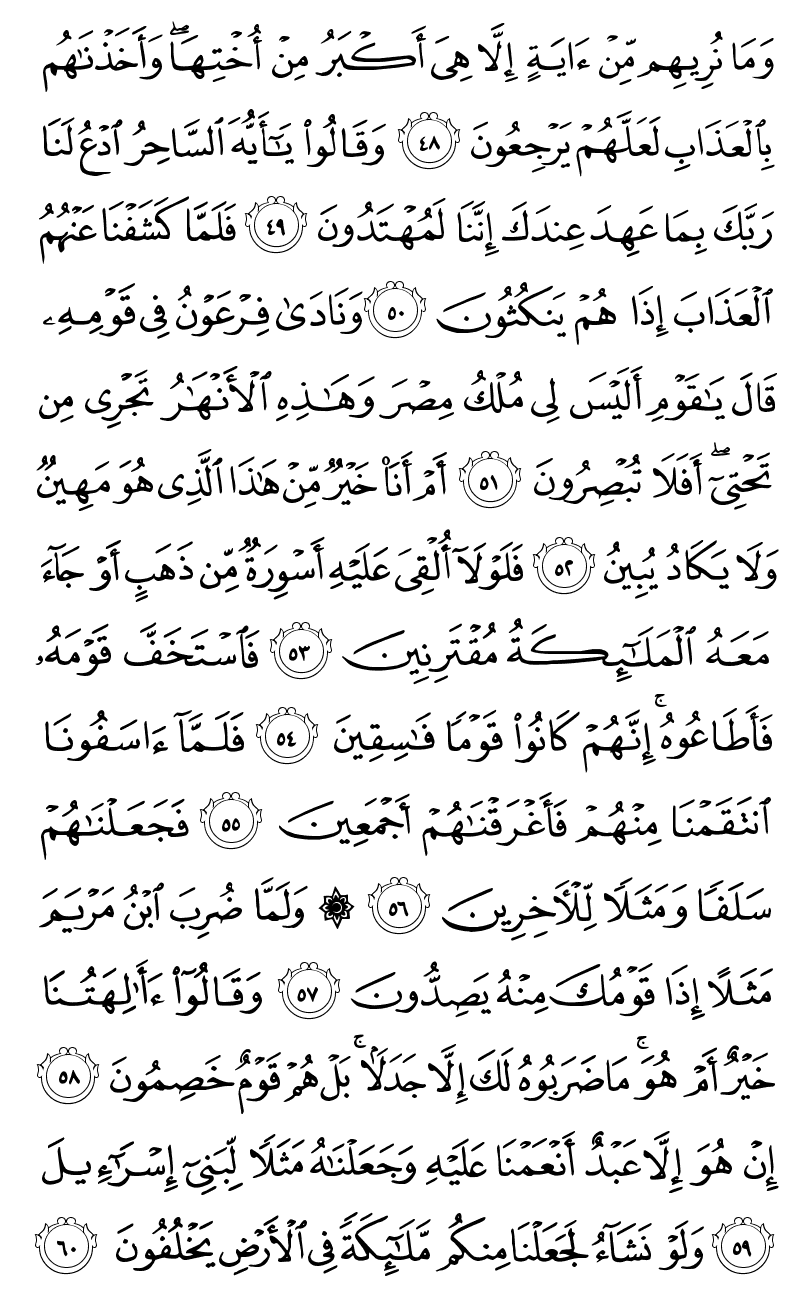 وَمَا نُرِيهِم مِّنْ ءَايَةٍ إِلَّا هِىَ أَكْبَرُ مِنْ أُخْتِهَا ۖ وَأَخَذْنَـٰهُم
بِٱلْعَذَابِ لَعَلَّهُمْ يَرْجِعُونَ ٤٨ وَقَالُوا۟ يَـٰٓأَيُّهَ ٱلسَّاحِرُ ٱدْعُ لَنَا
رَبَّكَ بِمَا عَهِدَ عِندَكَ إِنَّنَا لَمُهْتَدُونَ ٤٩ فَلَمَّا كَشَفْنَا عَنْهُمُ
ٱلْعَذَابَ إِذَا هُمْ يَنكُثُونَ ٥٠ وَنَادَىٰ فِرْعَوْنُ فِى قَوْمِهِۦ
قَالَ يَـٰقَوْمِ أَلَيْسَ لِى مُلْكُ مِصْرَ وَهَـٰذِهِ ٱلْأَنْهَـٰرُ تَجْرِى مِن
تَحْتِىٓ ۖ أَفَلَا تُبْصِرُونَ ٥١ أَمْ أَنَا۠ خَيْرٌ مِّنْ هَـٰذَا ٱلَّذِى هُوَ مَهِينٌ
وَلَا يَكَادُ يُبِينُ ٥٢ فَلَوْلَآ أُلْقِىَ عَلَيْهِ أَسْوِرَةٌ مِّن ذَهَبٍ أَوْ جَآءَ
مَعَهُ ٱلْمَلَـٰٓئِكَةُ مُقْتَرِنِينَ ٥٣ فَٱسْتَخَفَّ قَوْمَهُۥ
فَأَطَاعُوهُ ۚ إِنَّهُمْ كَانُوا۟ قَوْمًا فَـٰسِقِينَ ٥٤ فَلَمَّآ ءَاسَفُونَا
ٱنتَقَمْنَا مِنْهُمْ فَأَغْرَقْنَـٰهُمْ أَجْمَعِينَ ٥٥ فَجَعَلْنَـٰهُمْ
سَلَفًا وَمَثَلًا لِّلْـَٔاخِرِينَ ٥٦ ۞ وَلَمَّا ضُرِبَ ٱبْنُ مَرْيَمَ
مَثَلًا إِذَا قَوْمُكَ مِنْهُ يَصِدُّونَ ٥٧ وَقَالُوٓا۟ ءَأَـٰلِهَتُنَا
خَيْرٌ أَمْ هُوَ ۚ مَا ضَرَبُوهُ لَكَ إِلَّا جَدَلًۢا ۚ بَلْ هُمْ قَوْمٌ خَصِمُونَ ٥٨
إِنْ هُوَ إِلَّا عَبْدٌ أَنْعَمْنَا عَلَيْهِ وَجَعَلْنَـٰهُ مَثَلًا لِّبَنِىٓ إِسْرَٰٓءِيلَ
٥٩ وَلَوْ نَشَآءُ لَجَعَلْنَا مِنكُم مَّلَـٰٓئِكَةً فِى ٱلْأَرْضِ يَخْلُفُونَ ٦٠